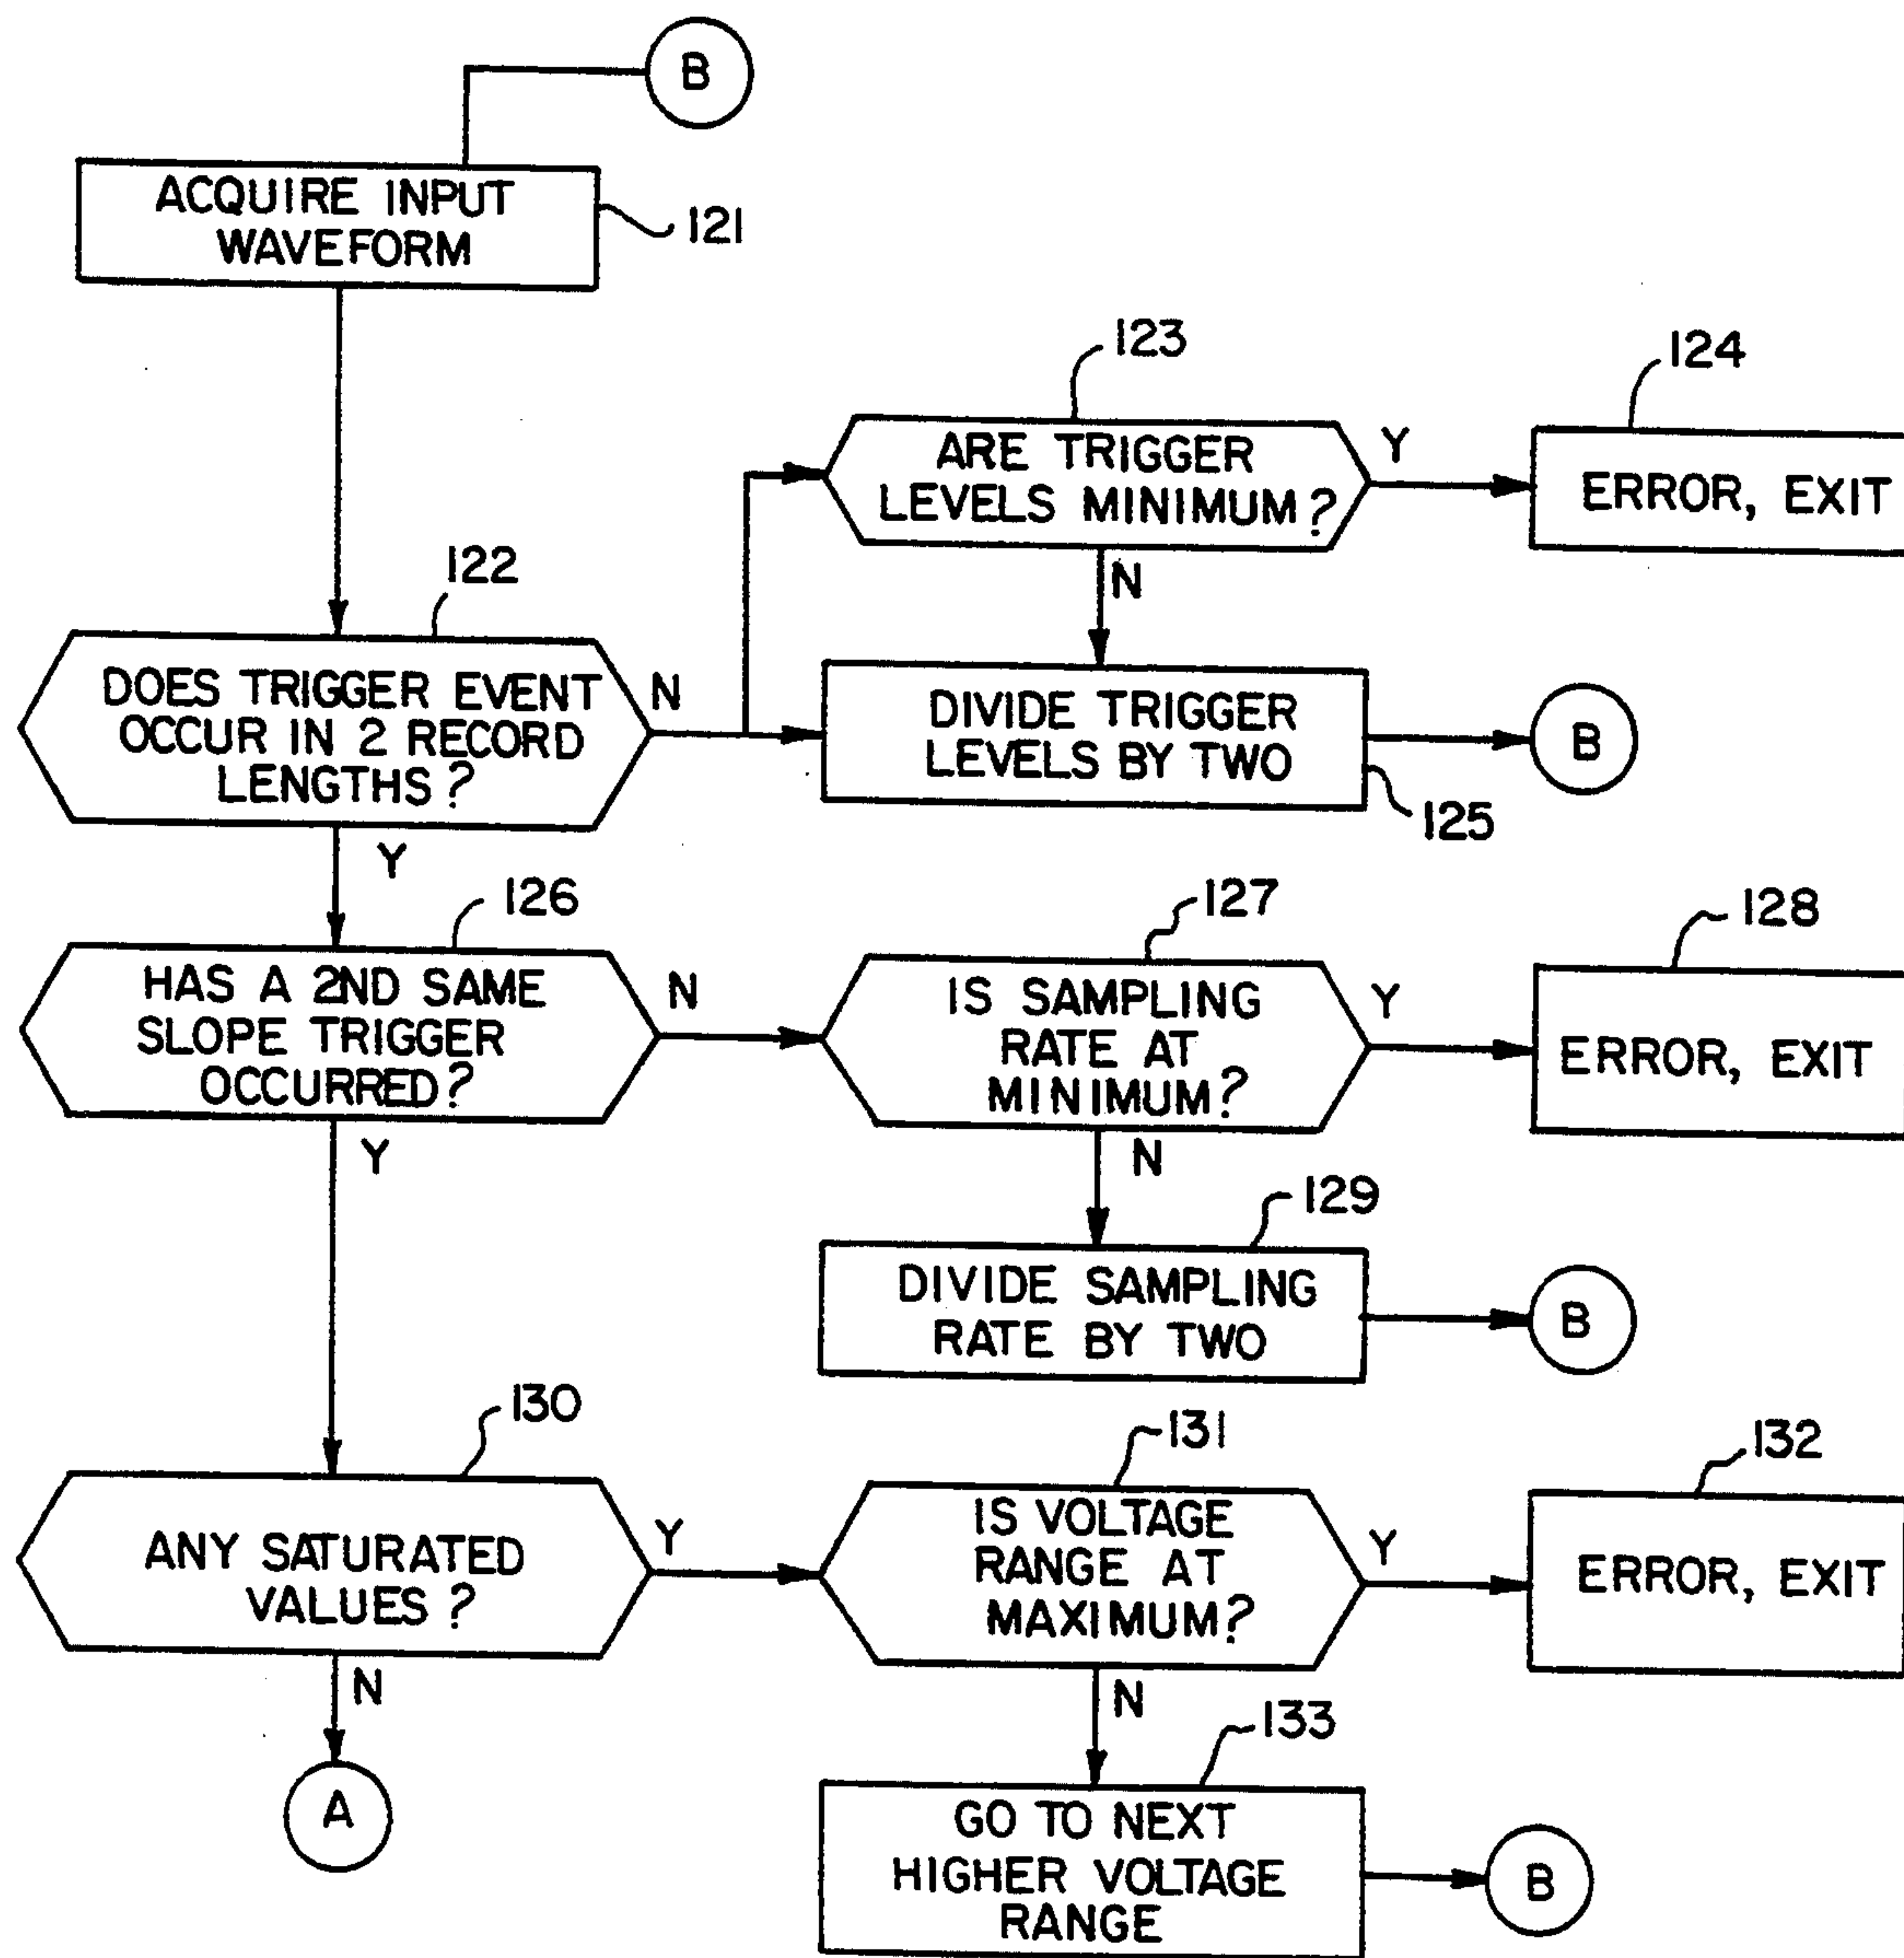 B
ACQUIRE INPUT
WAVEFORM
121
123
ARE TRIGGER
LEVELS MINIMUM?
Y
124
ERROR, EXIT
N
122
DOES TRIGGER EVENT
OCCUR IN 2 RECORD
LENGTHS?
N
DIVIDE TRIGGER
LEVELS BY TWO
125
B
Y
126
HAS A 2ND SAME
SLOPE TRIGGER
OCCURRED?
N
127
IS SAMPLING
RATE AT
MINIMUM?
Y
128
ERROR, EXIT
N
129
DIVIDE SAMPLING
RATE BY TWO
B
Y
130
ANY SATURATED
VALUES?
Y
131
IS VOLTAGE
RANGE AT
MAXIMUM?
Y
132
ERROR, EXIT
N
A
N
133
GO TO NEXT
HIGHER VOLTAGE
RANGE
B